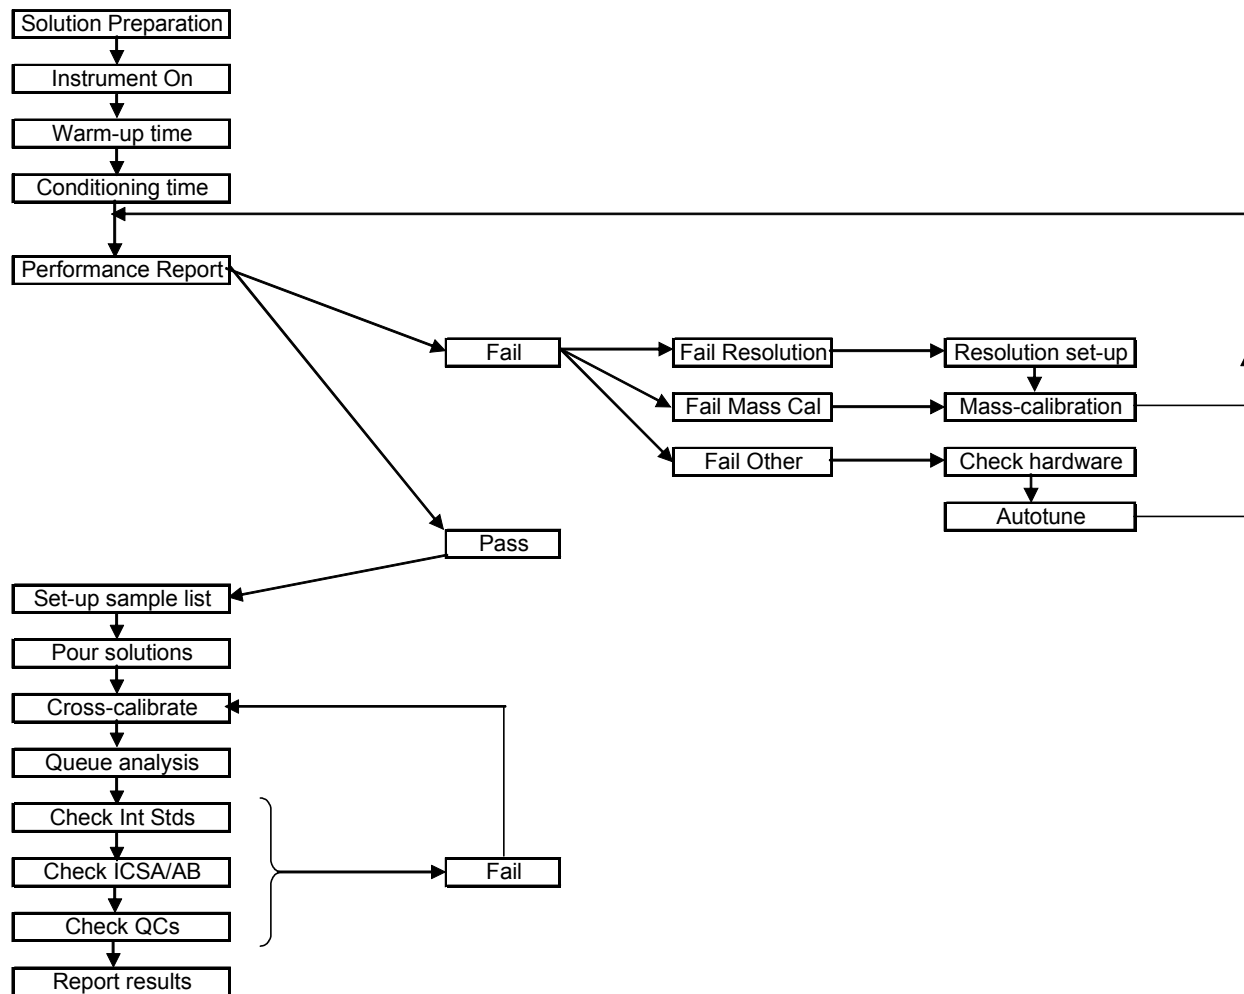 Solution Preparation
Instrument On
Warm-up time
Conditioning time
Performance Report
Fail
Fail Resolution
Resolution set-up
Fail Mass Cal
Mass-calibration
Fail Other
Check hardware
Autotune
Pass
Set-up sample list
Pour solutions
Cross-calibrate
Queue analysis
Check Int Stds
Check ICSA/AB
Fail
Check QCs
Report results